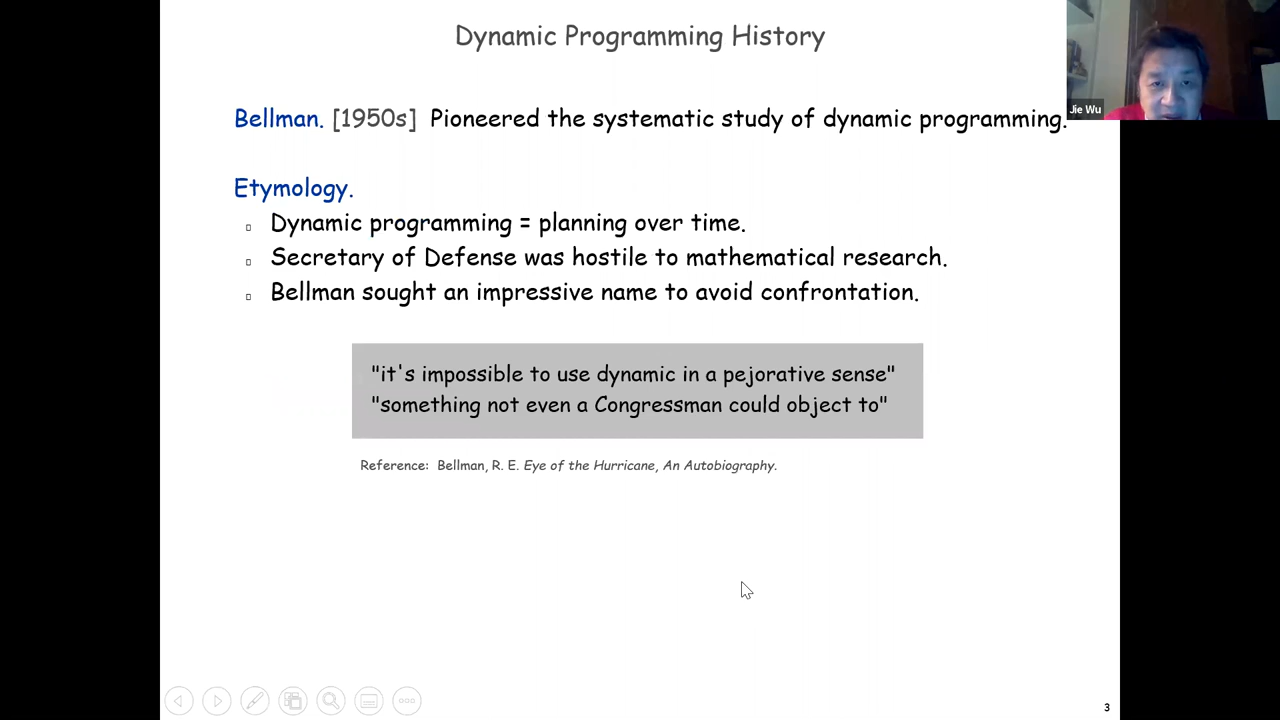 Dynamic Programming History
Jie Wu
Bellman. [1950s] Pioneered the systematic study of dynamic programming.
Etymology.
Dynamic programming = planning over time.
Secretary of Defense was hostile to mathematical research.
Bellman sought an impressive name to avoid confrontation.
"it's impossible to use dynamic in a pejorative sense"
"something not even a Congressman could object to"
Reference: Bellman, R. E. Eye of the Hurricane, An Autobiography.
3